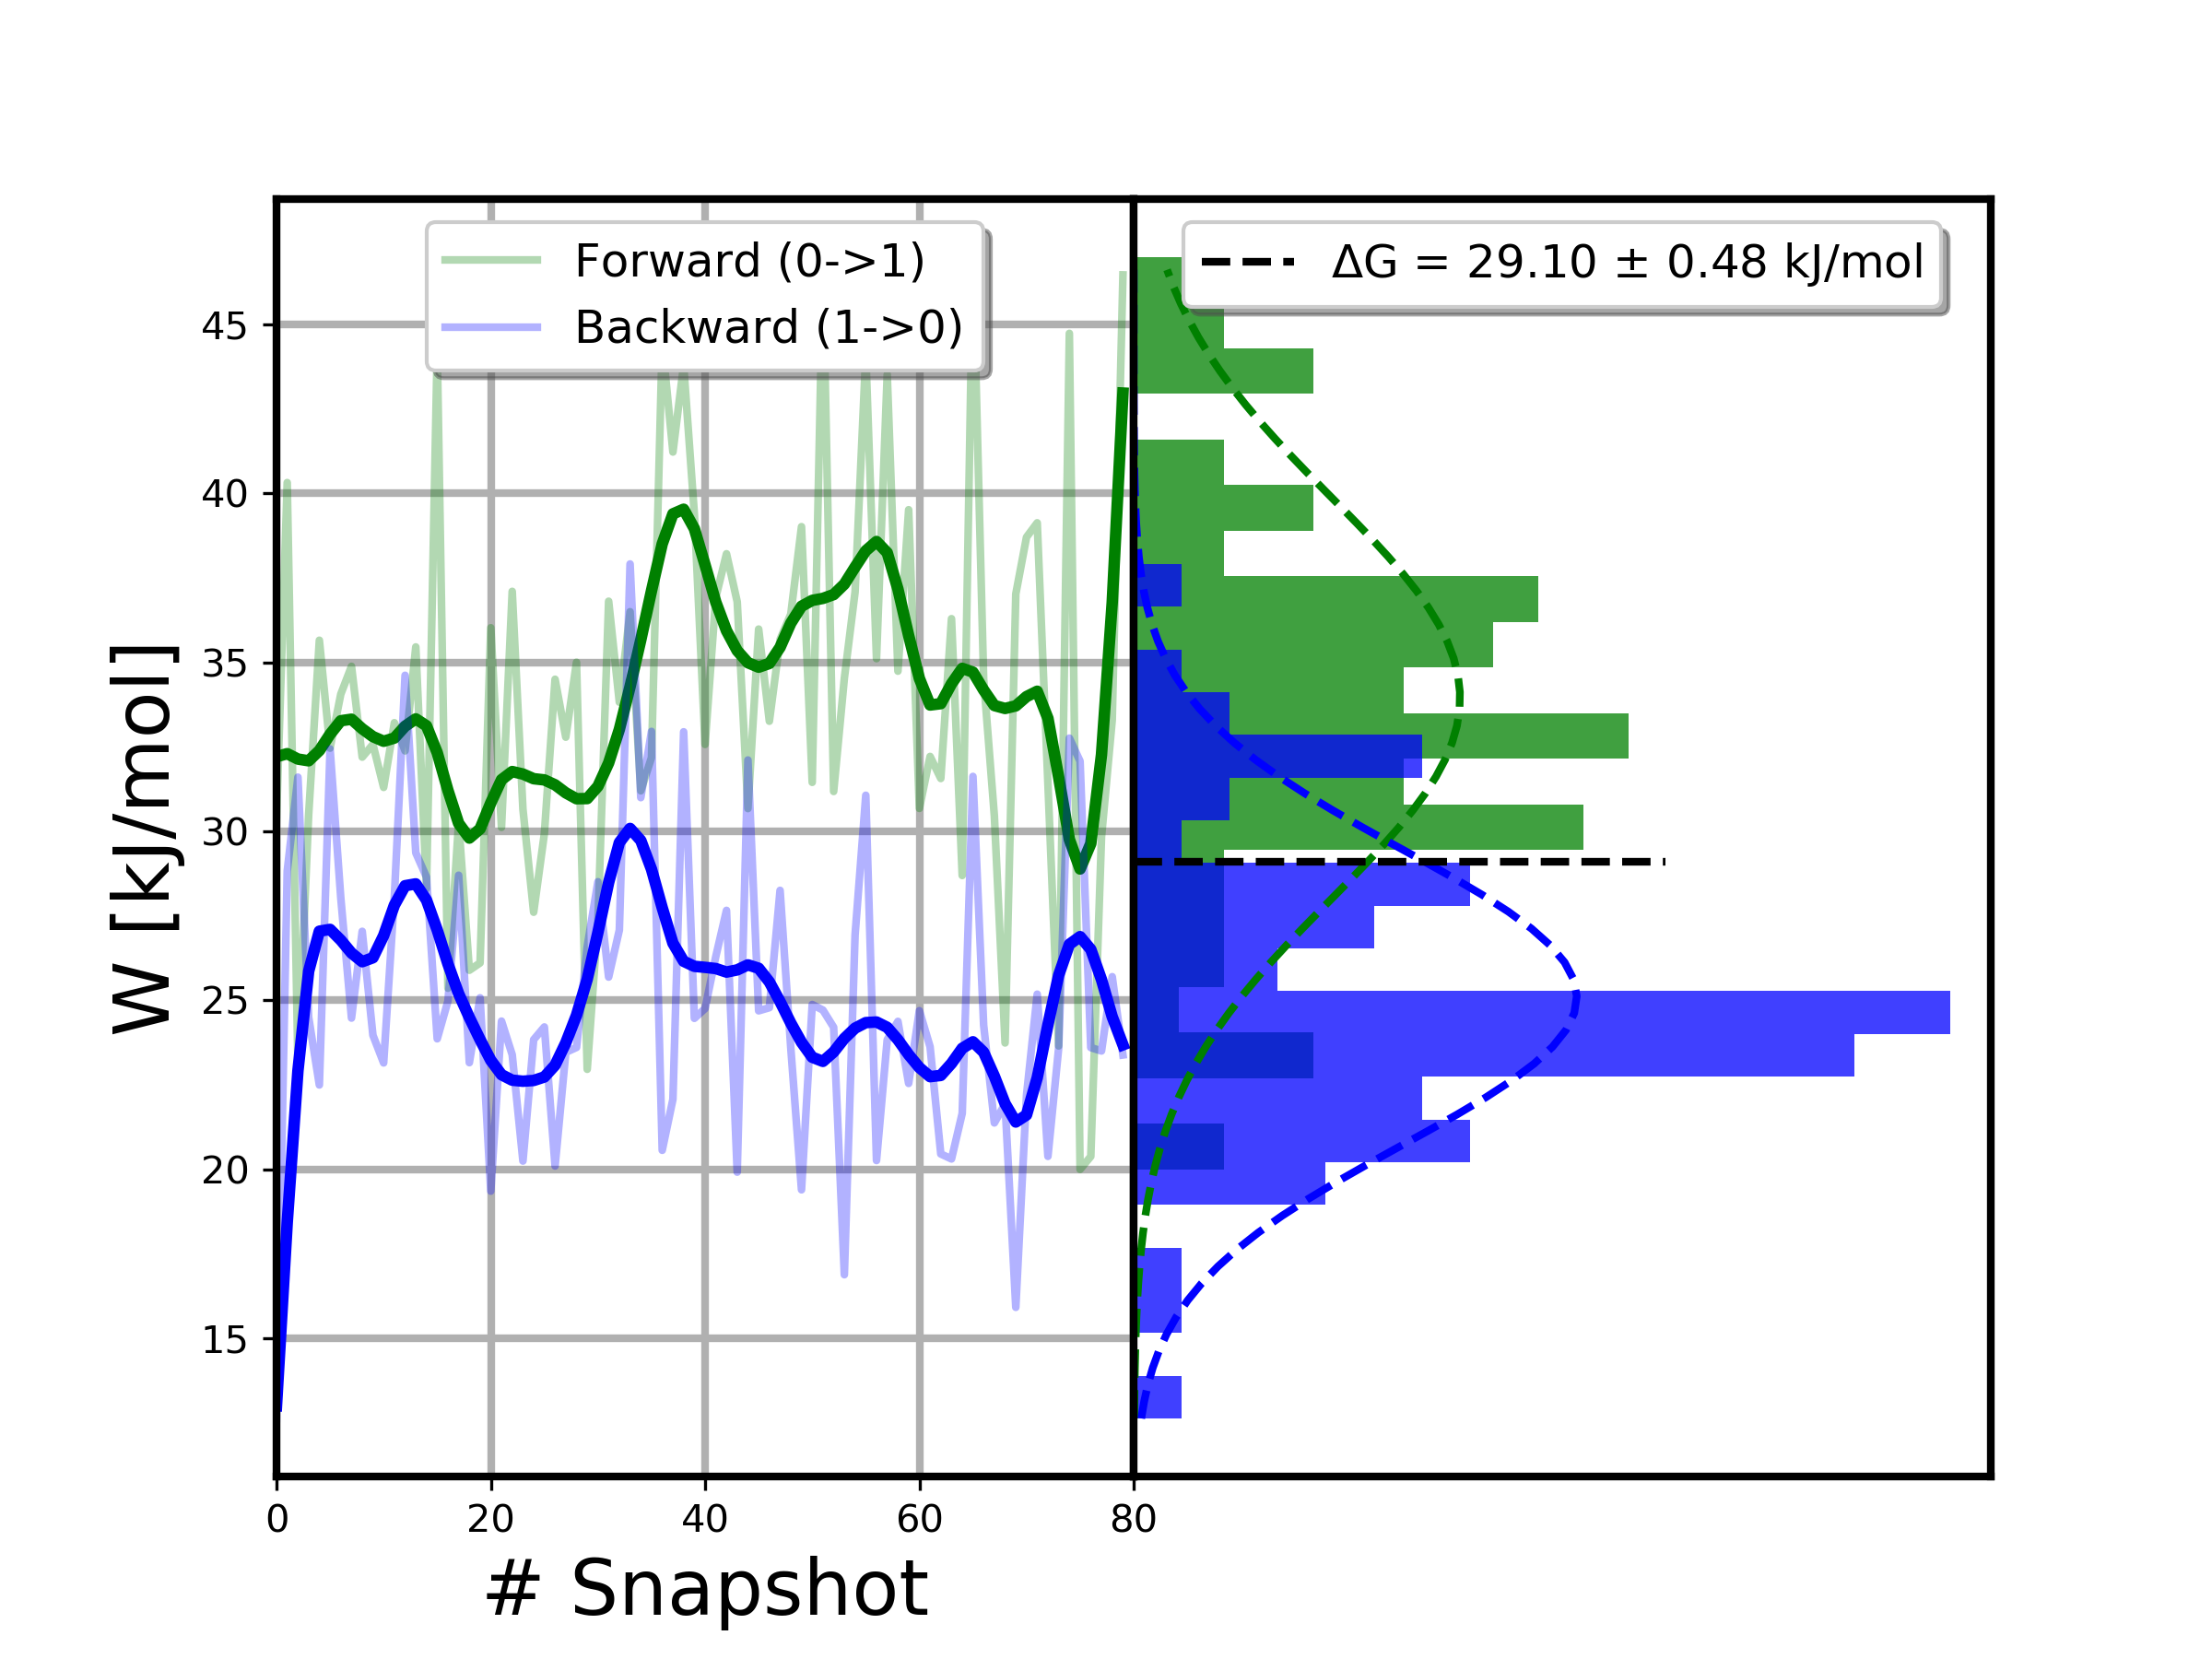 Forward (0->1)
Backward (1->0)
ΔG = 29.10 ± 0.48 kJ/mol
W [kJ/mol]
45
40
35
30
25
20
15
0 20 40 60 80
# Snapshot